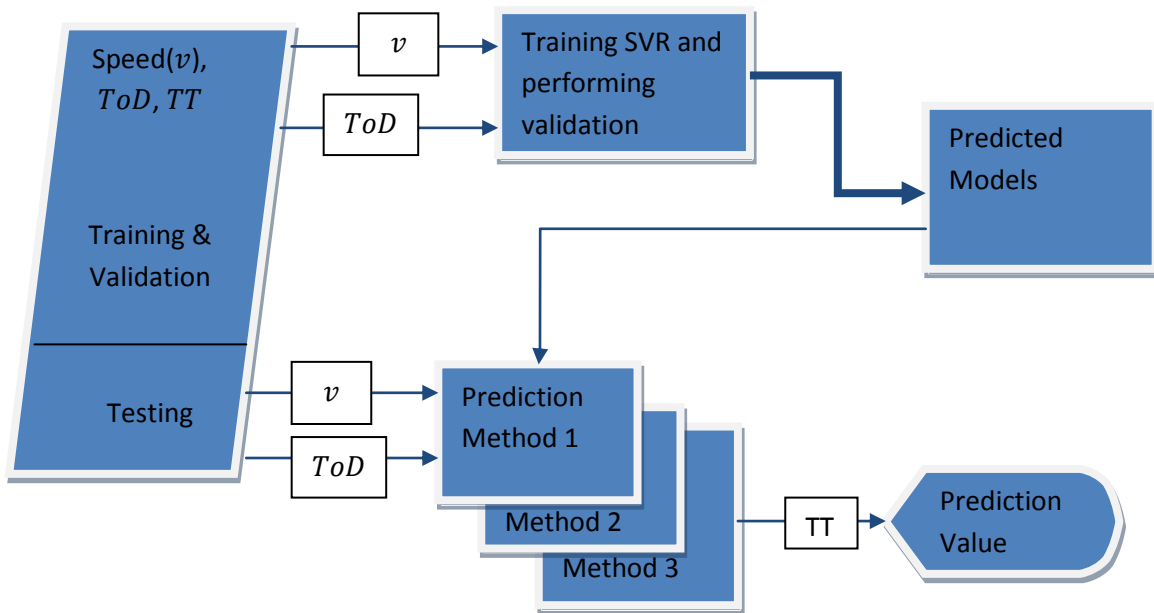 Speed(v),
ToD, TT
Training &
Validation
Testing
v
ToD
Training SVR and
performing
validation
Predicted
Models
v
ToD
Prediction
Method 1
Method 2
Method 3
TT
Prediction
Value